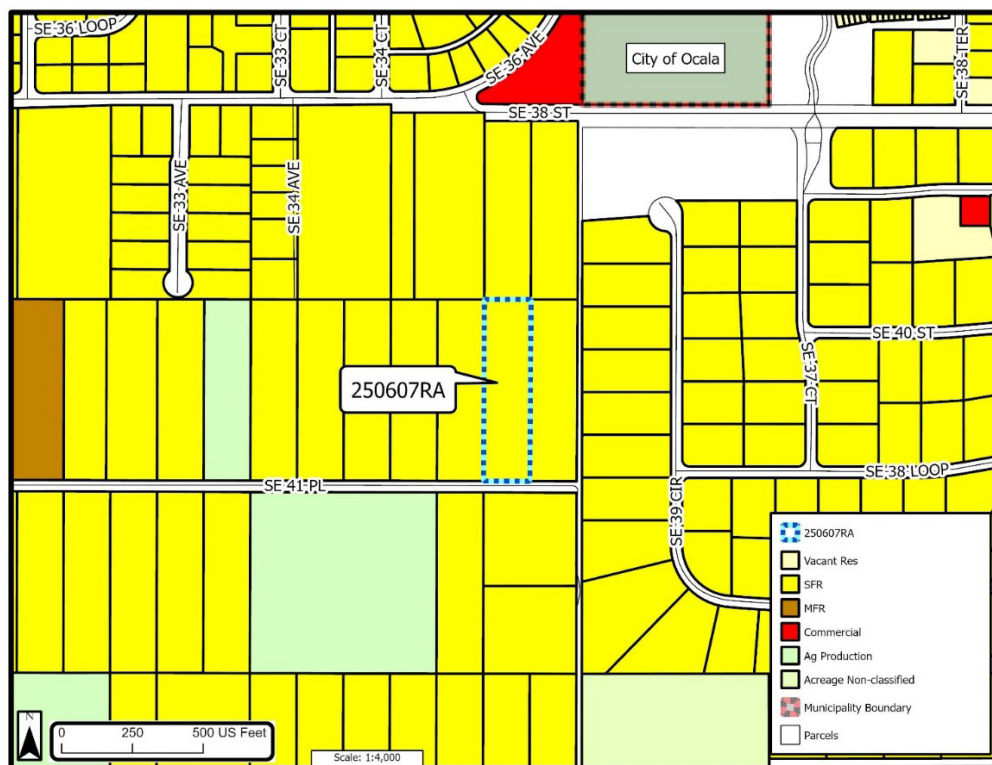 SE 36 LOOP
SE 33 CT
SE 34 CT
SE 36 AVE
City of Ocala
SE 38 TER
SE 38 ST
SE 33 AVE
SE 34 AVE
SE 40 ST
SE 37 CT
250607RA
SE 38 LOOP
SE 41 PL
SE 39 CIR
250607RA
Vacant Res
SFR
MFR
Commercial
Ag Production
Acreage Non-classified
Municipality Boundary
Parcels
N
0 250 500 US Feet
Scale: 1:4,000